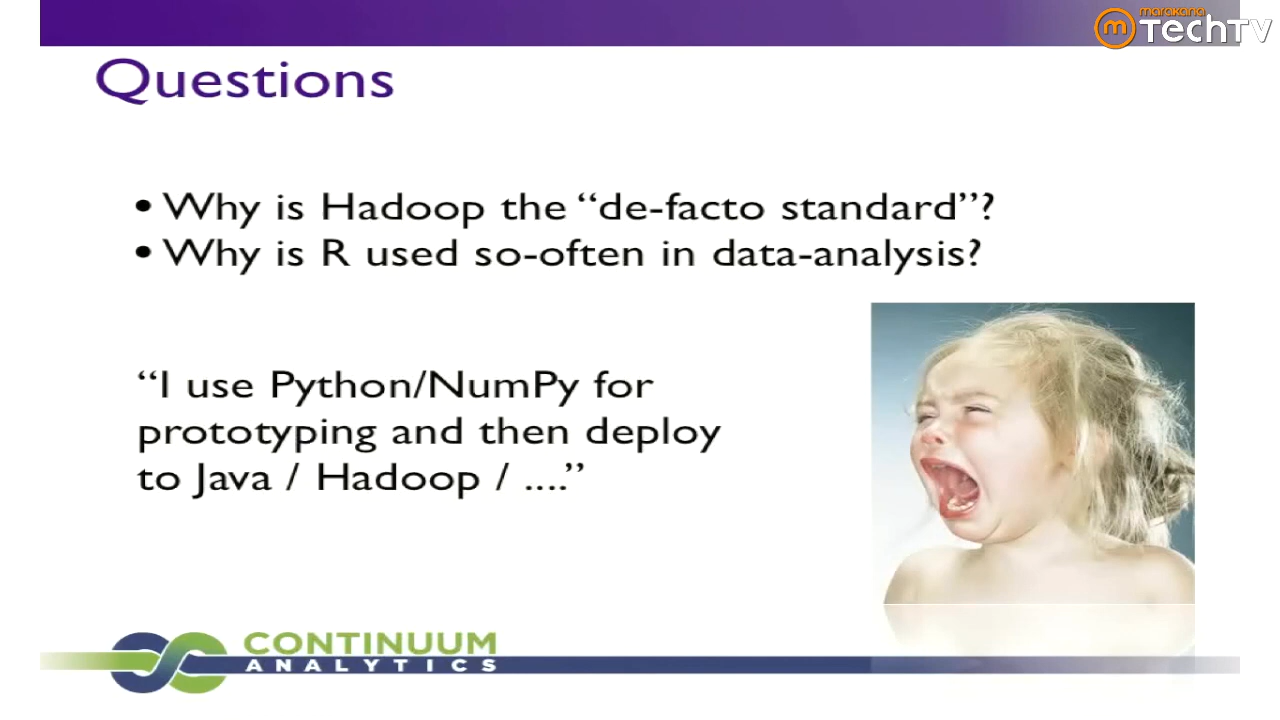 marakana
m TechTV
Questions
• Why is Hadoop the “de-facto standard”?
• Why is R used so-often in data-analysis?
“I use Python/NumPy for
prototyping and then deploy
to Java / Hadoop / ....”
CONTINUUM
ANALYTICS